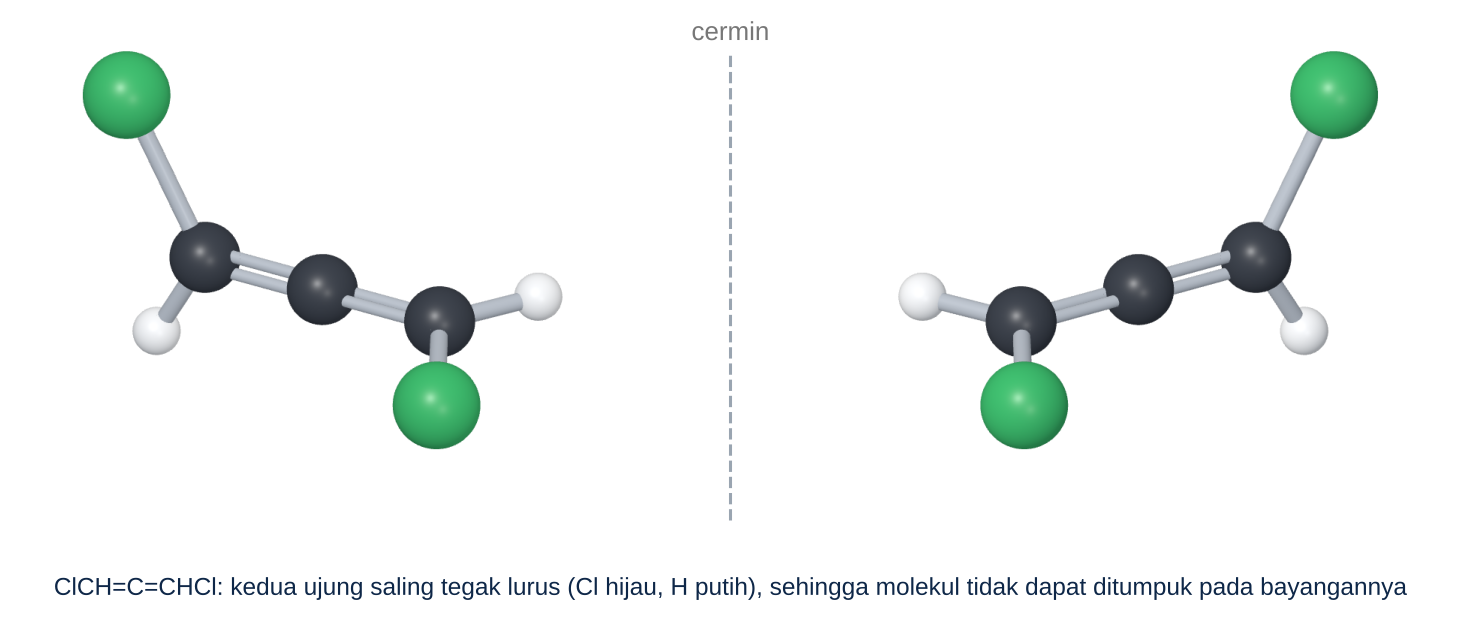 cermin
ClCH=C=CHCl: kedua ujung saling tegak lurus (Cl hijau, H putih), sehingga molekul tidak dapat ditumpuk pada bayangannya